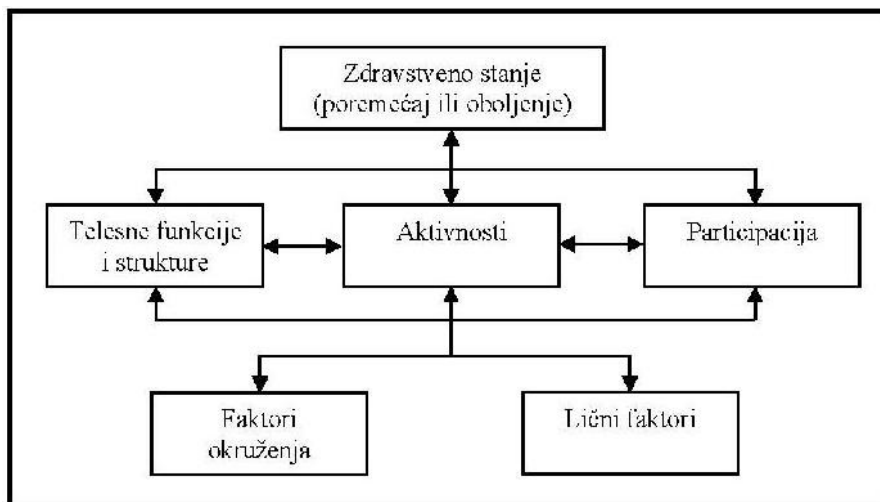 Zdravstveno stanje
(poremećaj ili oboljenje)
Telesne funkcije
i strukture
Aktivnosti
Participacija
Faktori
okruženja
Lični faktori